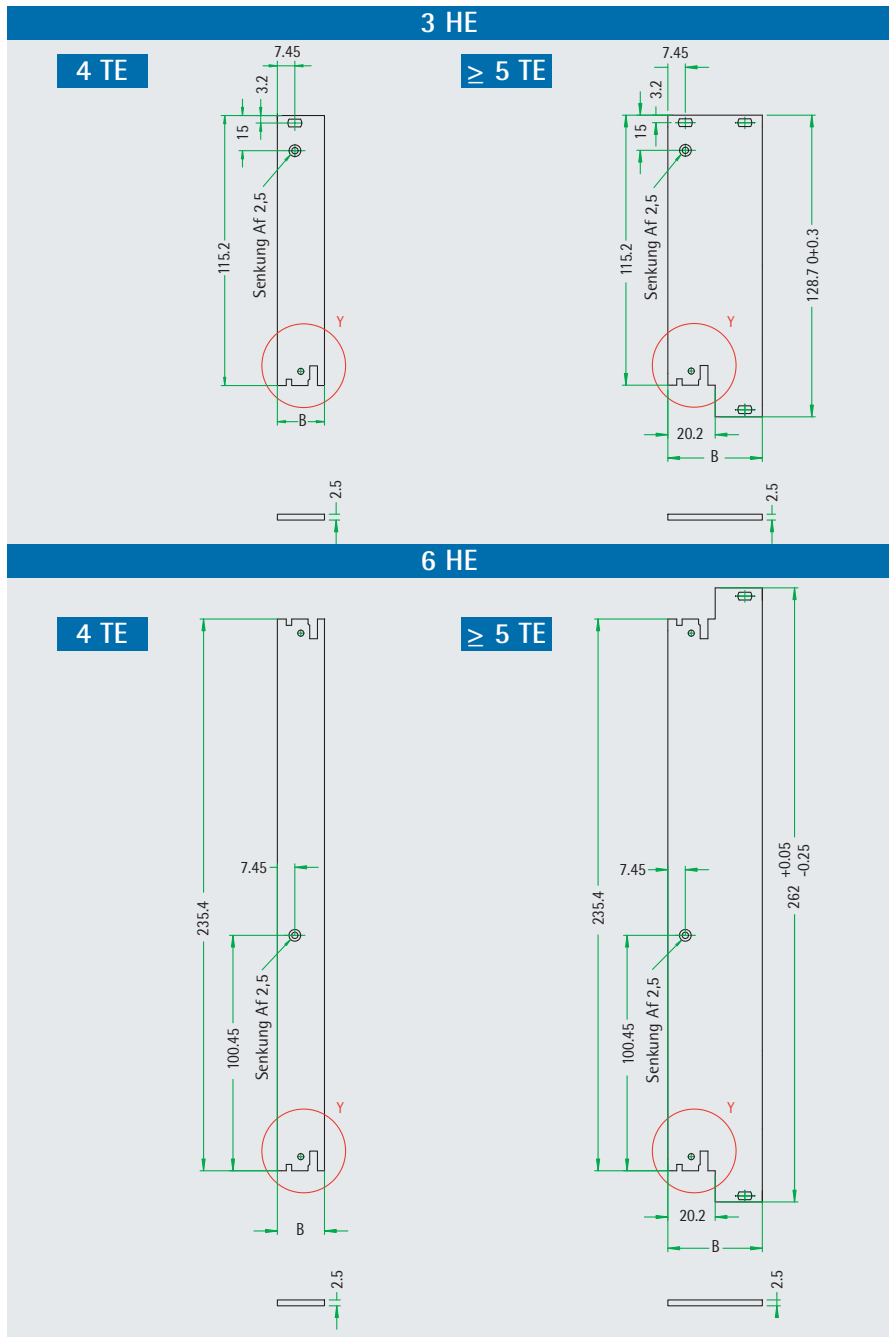 3 HE
4 TE
7.45
3.2
15
115.2
Senkung Af 2,5
Y
B
2.5
≥ 5 TE
7.45
3.2
15
115.2
Senkung Af 2,5
128.7 0+0.3
Y
20.2
B
2.5
6 HE
4 TE
235.4
7.45
100.45
Senkung Af 2,5
Y
B
2.5
≥ 5 TE
235.4
7.45
100.45
Senkung Af 2,5
262 +0.05 -0.25
Y
20.2
B
2.5